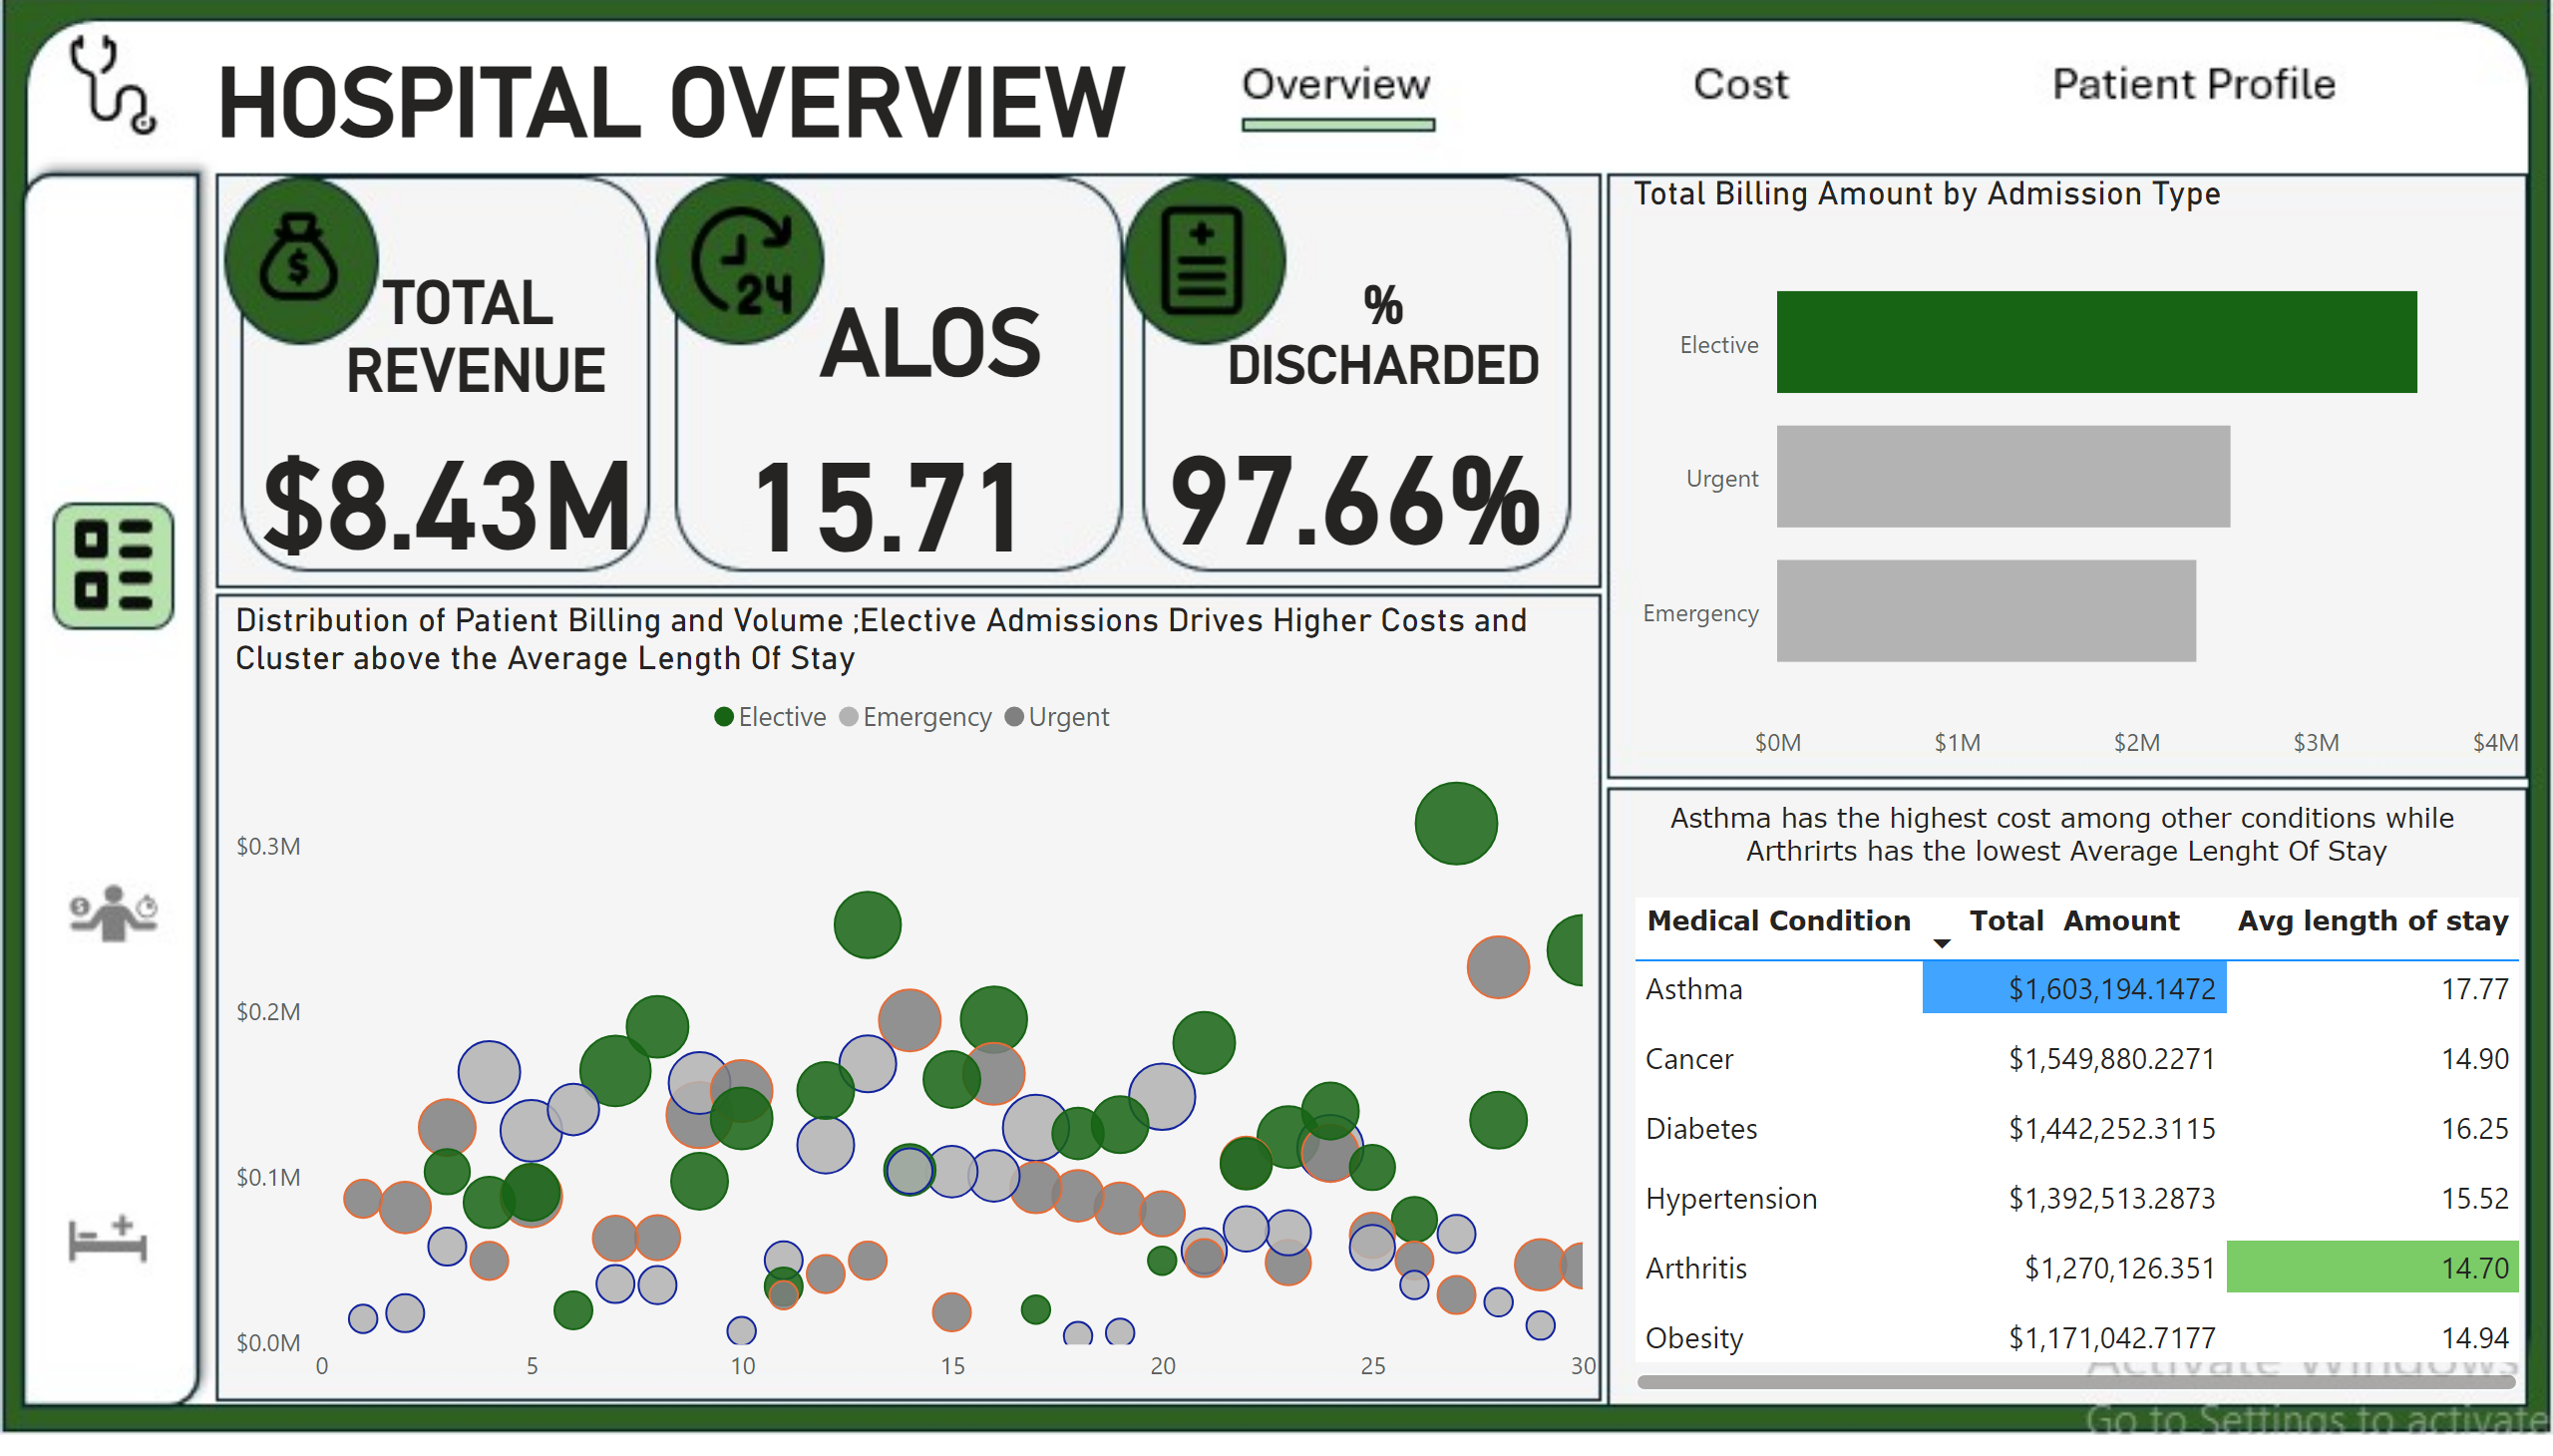 HOSPITAL OVERVIEW
Overview
Cost
Patient Profile
$
TOTAL
REVENUE
$8.43M
24
ALOS
15.71
%
DISCHARDED
97.66%
Total Billing Amount by Admission Type
Elective
Urgent
Emergency
$0M $1M $2M $3M $4M
Distribution of Patient Billing and Volume ;Elective Admissions Drives Higher Costs and
Cluster above the Average Length Of Stay
Elective Emergency Urgent
$0.3M
$0.2M
$0.1M
$0.0M
0 5 10 15 20 25 30
Asthma has the highest cost among other conditions while
Arthrirts has the lowest Average Lenght Of Stay
Medical Condition Total Amount Avg length of stay
Asthma $1,603,194.1472 17.77
Cancer $1,549,880.2271 14.90
Diabetes $1,442,252.3115 16.25
Hypertension $1,392,513.2873 15.52
Arthritis $1,270,126.351 14.70
Obesity $1,171,042.7177 14.94
Activate Windows
Go to Settings to activate